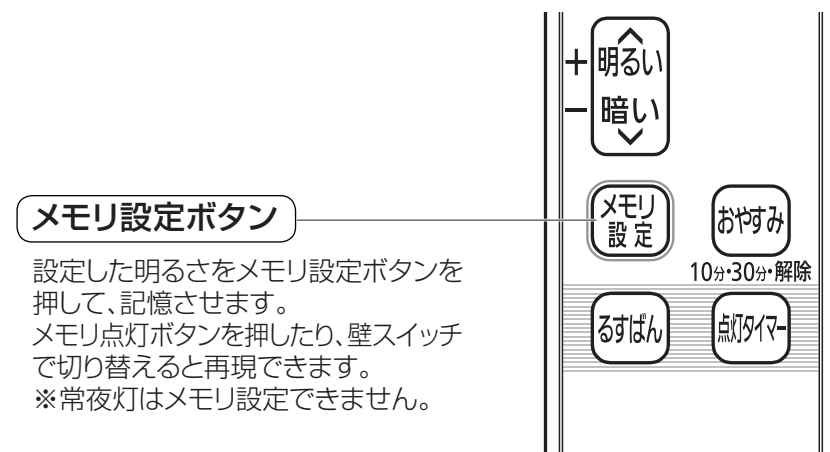 + 明るい
− 暗い
メモリ設定ボタン
メモリ
設定
おやすみ
設定した明るさをメモリ設定ボタンを
押して、記憶させます。
メモリ点灯ボタンを押したり、壁スイッチ
で切り替えると再現できます。
※常夜灯はメモリ設定できません。
10分・30分・解除
るすばん
点灯タイマー